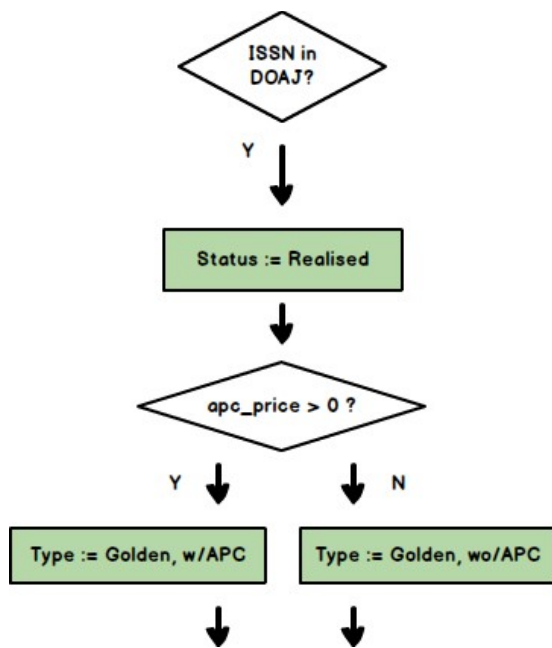 ISSN in
DOAJ?
Y
Status := Realised
apc_price > 0 ?
Y
N
Type := Golden, w/APC
Type := Golden, wo/APC